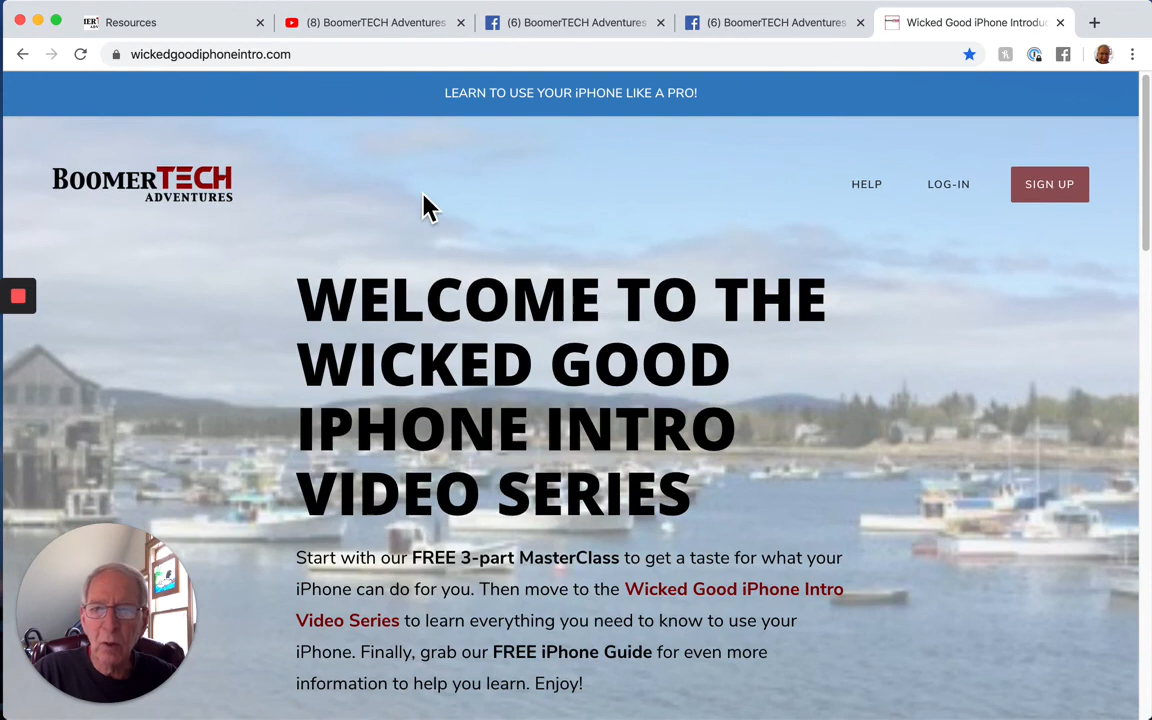 Resources
(8) BoomerTECH Adventures
(6) BoomerTECH Adventures
(6) BoomerTECH Adventures
Wicked Good iPhone Introduc
wickedgoodiphoneintro.com
LEARN TO USE YOUR iPHONE LIKE A PRO!
BOOMERTECH
ADVENTURES
HELP
LOG-IN
SIGN UP
WELCOME TO THE
WICKED GOOD
IPHONE INTRO
VIDEO SERIES
Start with our FREE 3-part MasterClass to get a taste for what your
iPhone can do for you. Then move to the Wicked Good iPhone Intro
Video Series to learn everything you need to know to use your
iPhone. Finally, grab our FREE iPhone Guide for even more
information to help you learn. Enjoy!